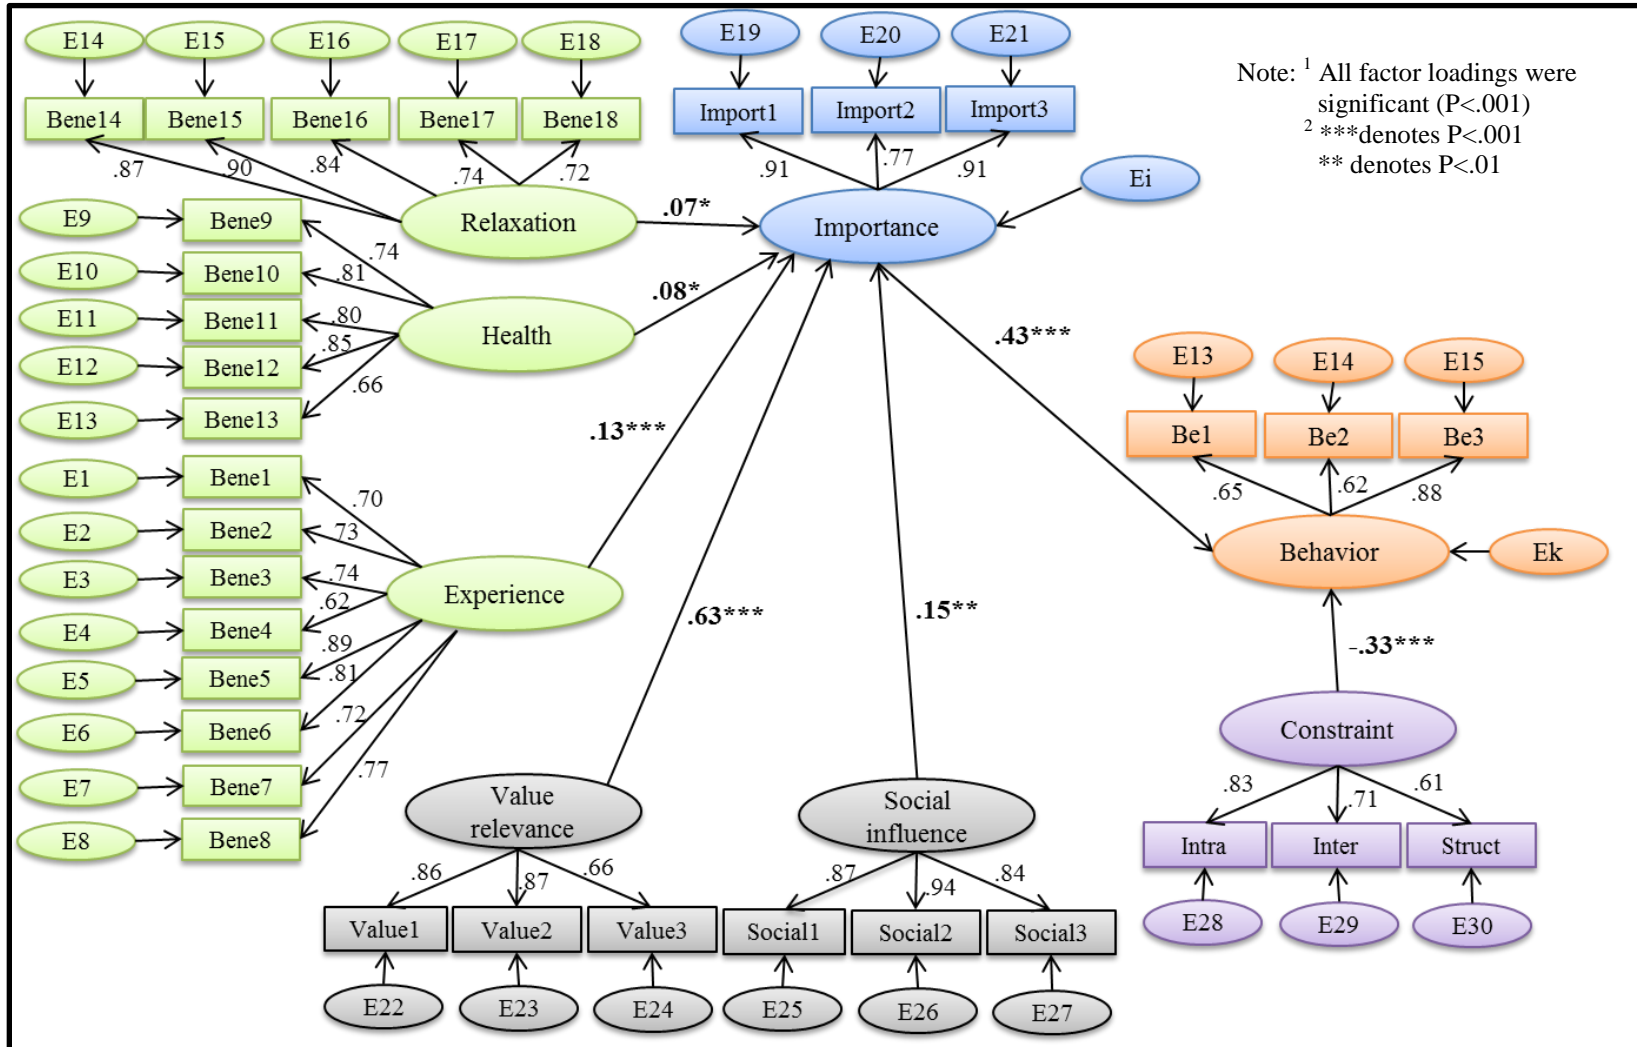 E14
E15
E16
E17
E18
Bene14
Bene15
Bene16
Bene17
Bene18
.87
.90
.84
.74
.72
Relaxation
.07*
E19
E20
E21
Import1
Import2
Import3
.91
.77
.91
Importance
Ei
Note: 1 All factor loadings were
significant (P<.001)
2 ***denotes P<.001
** denotes P<.01
E9
E10
E11
E12
E13
Bene9
Bene10
Bene11
Bene12
Bene13
.74
.81
.80
.85
.66
Health
.08*
E1
E2
E3
E4
E5
E6
E7
E8
Bene1
Bene2
Bene3
Bene4
Bene5
Bene6
Bene7
Bene8
.70
.73
.74
.62
.89
.81
.72
.77
Experience
.13***
.63***
.15**
.43***
E13
E14
E15
Be1
Be2
Be3
.65
.62
.88
Behavior
Ek
-.33***
Constraint
.83
.71
.61
Intra
Inter
Struct
E28
E29
E30
Value
relevance
.86
.87
.66
Value1
Value2
Value3
E22
E23
E24
Social
influence
.87
.94
.84
Social1
Social2
Social3
E25
E26
E27